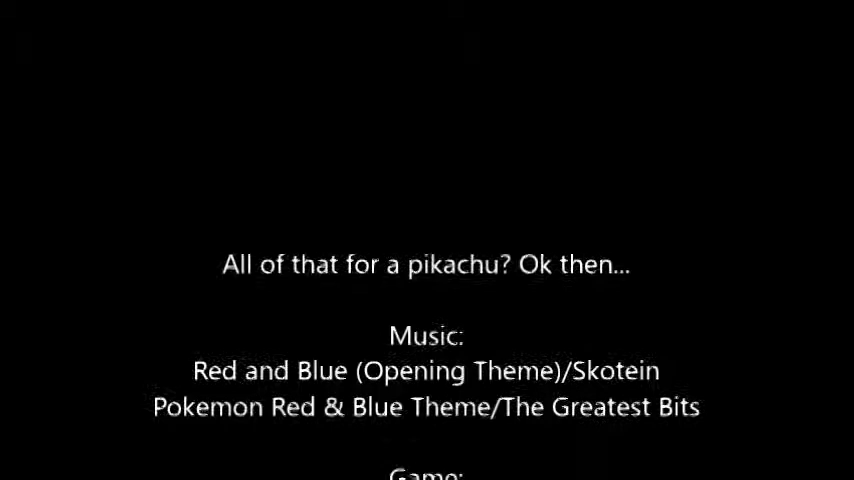 All of that for a pikachu? Ok then...
Music:
Red and Blue (Opening Theme)/Skotein
Pokemon Red & Blue Theme/The Greatest Bits
Game: